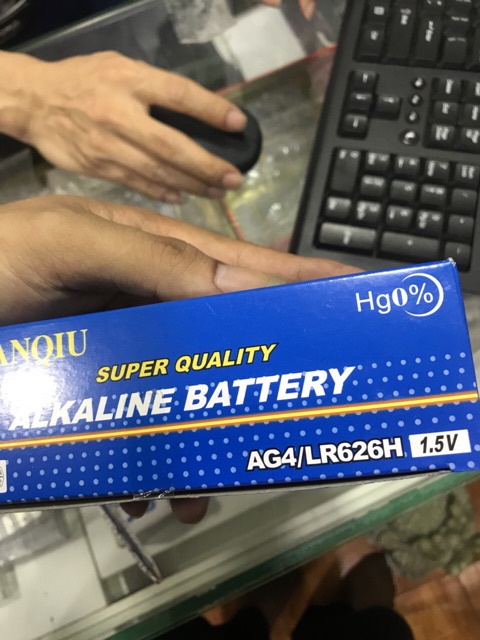 Hg0%
ANQIU
SUPER QUALITY
ALKALINE BATTERY
AG4/LR626H 1.5V